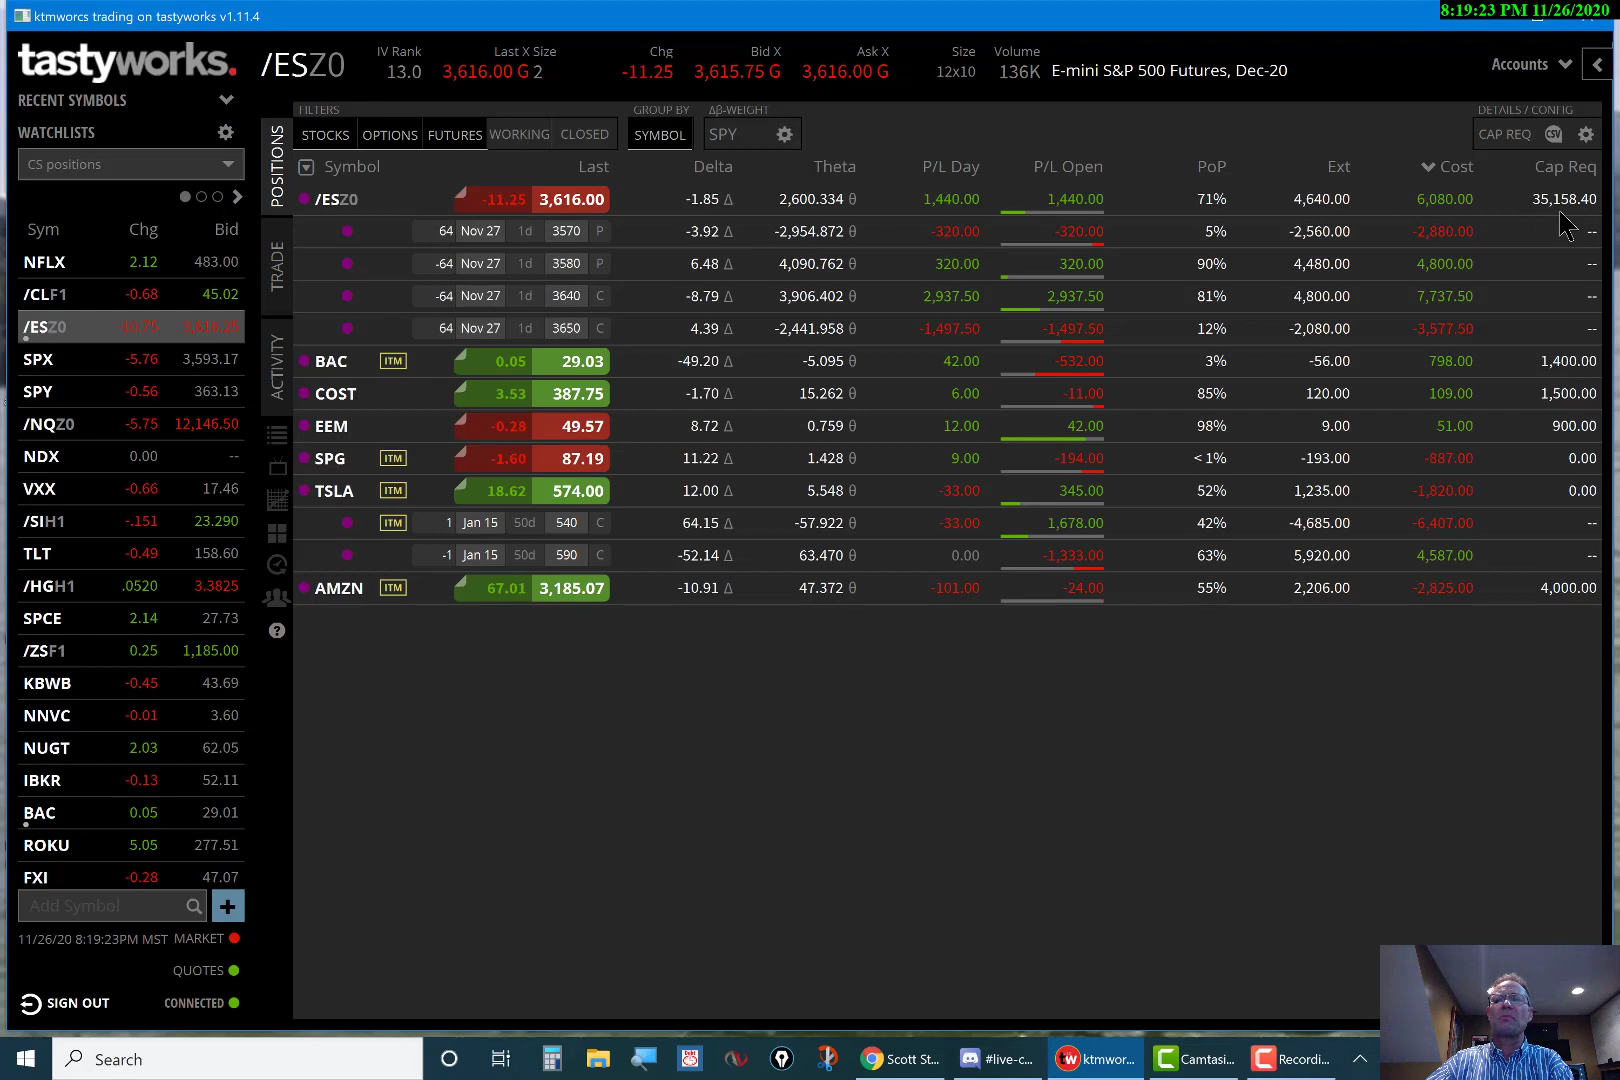 ktmworcs trading on tastyworks v1.11.4
8:19:23 PM 11/26/2020
tastyworks.
/ESZ0
IV Rank
13.0
Last X Size
3,616.00 G 2
Chg
-11.25
Bid X
3,615.75 G
Ask X
3,616.00 G
Size
12x10
Volume
136K
E-mini S&P 500 Futures, Dec-20
Accounts
RECENT SYMBOLS
WATCHLISTS
CS positions
Sym Chg Bid
NFLX 2.12 483.00
/CLF1 -0.68 45.02
/ESZ0 -10.75 3,616.25
SPX -5.76 3,593.17
SPY -0.56 363.13
/NQZ0 -5.75 12,146.50
NDX 0.00 --
VXX -0.66 17.46
/SIH1 -.151 23.290
TLT -0.49 158.60
/HGH1 .0520 3.3825
SPCE 2.14 27.73
/ZSF1 0.25 1,185.00
KBWB -0.45 43.69
NNVC -0.01 3.60
NUGT 2.03 62.05
IBKR -0.13 52.11
BAC 0.05 29.01
ROKU 5.05 277.51
FXI -0.28 47.07
Add Symbol
11/26/20 8:19:23PM MST MARKET
QUOTES
SIGN OUT CONNECTED
POSITIONS
TRADE
ACTIVITY
FILTERS GROUP BY Δβ-WEIGHT DETAILS / CONFIG
STOCKS OPTIONS FUTURES WORKING CLOSED SYMBOL SPY CAP REQ CSV
Symbol Last Delta Theta P/L Day P/L Open PoP Ext Cost Cap Req
/ESZ0 -11.25 3,616.00 -1.85 2,600.334 1,440.00 1,440.00 71% 4,640.00 6,080.00 35,158.40
64 Nov 27 1d 3570 P -3.92 Δ -2,954.872 θ -320.00 -320.00 5% -2,560.00 -2,880.00 --
-64 Nov 27 1d 3580 P 6.48 Δ 4,090.762 θ 320.00 320.00 90% 4,480.00 4,800.00 --
-64 Nov 27 1d 3640 C -8.79 Δ 3,906.402 θ 2,937.50 2,937.50 81% 4,800.00 7,737.50 --
64 Nov 27 1d 3650 C 4.39 Δ -2,441.958 θ -1,497.50 -1,497.50 12% -2,080.00 -3,577.50 --
BAC ITM 0.05 29.03 -49.20 Δ -5.095 θ 42.00 -532.00 3% -56.00 798.00 1,400.00
COST 3.53 387.75 -1.70 Δ 15.262 θ 6.00 -11.00 85% 120.00 109.00 1,500.00
EEM -0.28 49.57 8.72 Δ 0.759 θ 12.00 42.00 98% 9.00 51.00 900.00
SPG ITM -1.60 87.19 11.22 Δ 1.428 θ 9.00 -194.00 < 1% -193.00 -887.00 0.00
TSLA ITM 18.62 574.00 12.00 Δ 5.548 θ -33.00 345.00 52% 1,235.00 -1,820.00 0.00
ITM 1 Jan 15 50d 540 C 64.15 Δ -57.922 θ -33.00 1,678.00 42% -4,685.00 -6,407.00 --
-1 Jan 15 50d 590 C -52.14 Δ 63.470 θ 0.00 -1,333.00 63% 5,920.00 4,587.00 --
AMZN ITM 67.01 3,185.07 -10.91 Δ 47.372 θ -101.00 -24.00 55% 2,206.00 -2,825.00 4,000.00
Search
Scott St...
#live-c...
ktmwor...
Camtasi...
Recordi...